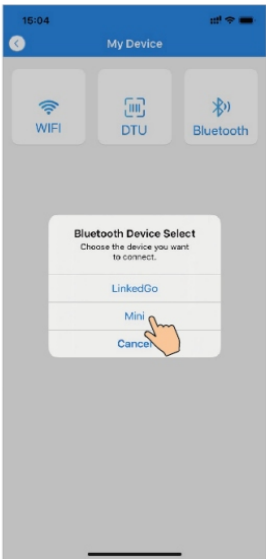 15:04
My Device
WIFI
DTU
Bluetooth
Bluetooth Device Select
Choose the device you want
to connect.
LinkedGo
Mini
Cancel